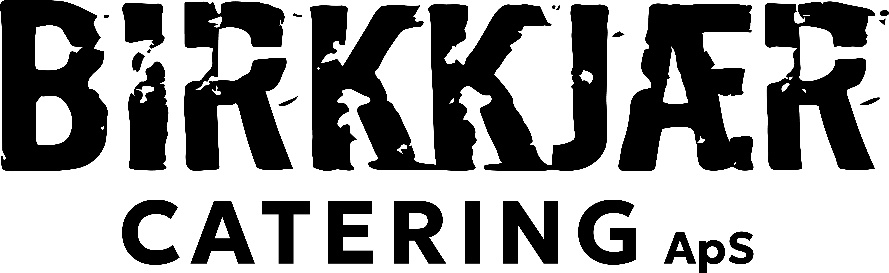 BIRKKJÆR
CATERING ApS